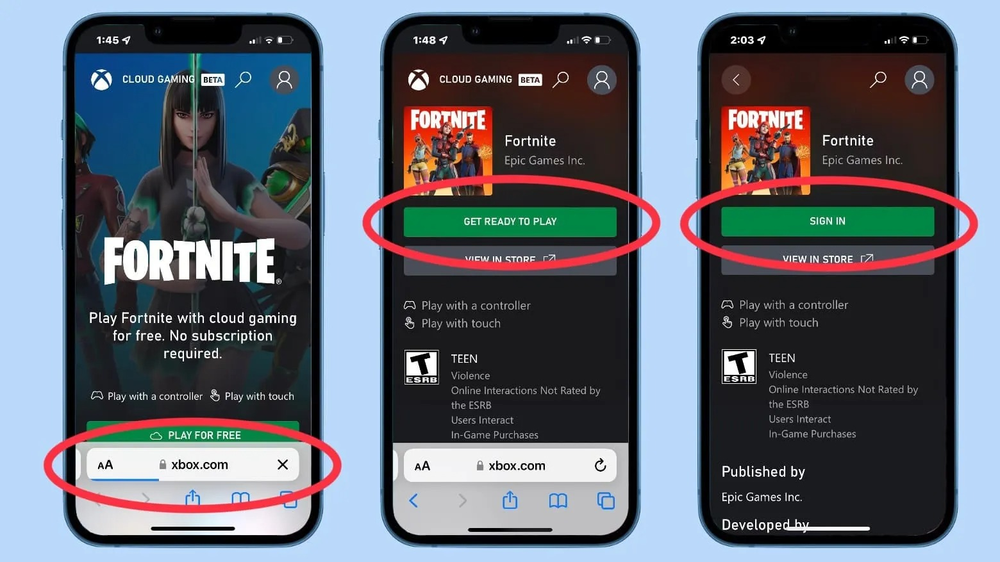 1:45
CLOUD GAMING BETA
FORTNITE®
Play Fortnite with cloud gaming
for free. No subscription
required.
Play with a controller
Play with touch
PLAY FOR FREE
AA xbox.com
1:48
CLOUD GAMING BETA
FORTNITE
Fortnite
Epic Games Inc.
GET READY TO PLAY
VIEW IN STORE
Play with a controller
Play with touch
T
ESRB
TEEN
Violence
Online Interactions Not Rated by
the ESRB
Users Interact
In-Game Purchases
AA xbox.com
2:03
FORTNITE
Fortnite
Epic Games Inc.
SIGN IN
VIEW IN STORE
Play with a controller
Play with touch
T
ESRB
TEEN
Violence
Online Interactions Not Rated by
the ESRB
Users Interact
In-Game Purchases
Published by
Epic Games Inc.
Developed by